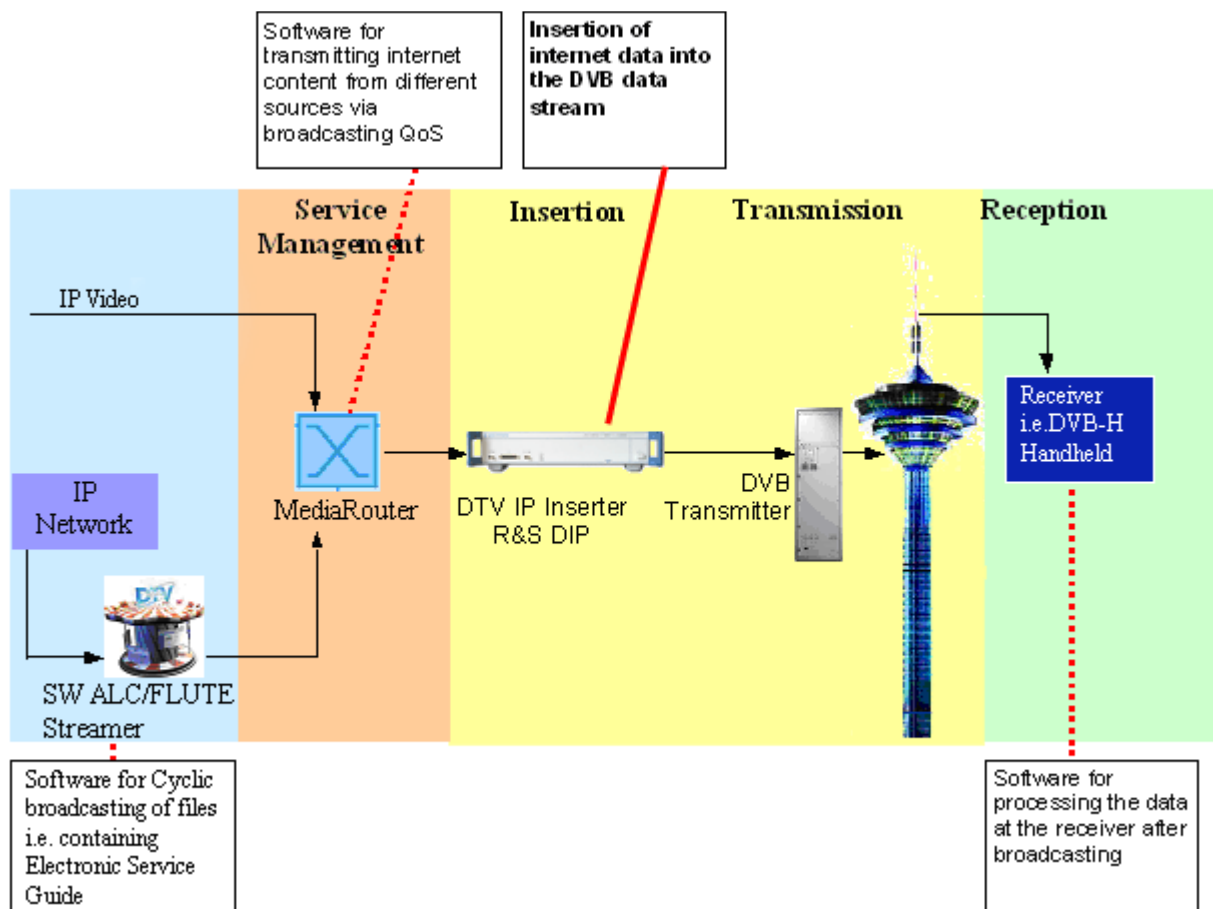 Software for
transmitting internet
content from different
sources via
broadcasting QoS
Insertion of
internet data into
the DVB data
stream
Service
Management
Insertion
Transmission
Reception
IP Video
IP
Network
MediaRouter
DTV IP Inserter
R&S DIP
DVB
Transmitter
Receiver
i.e.DVB-H
Handheld
DTV
SW ALC/FLUTE
Streamer
Software for Cyclic
broadcasting of files
i.e. containing
Electronic Service
Guide
Software for
processing the data
at the receiver after
broadcasting